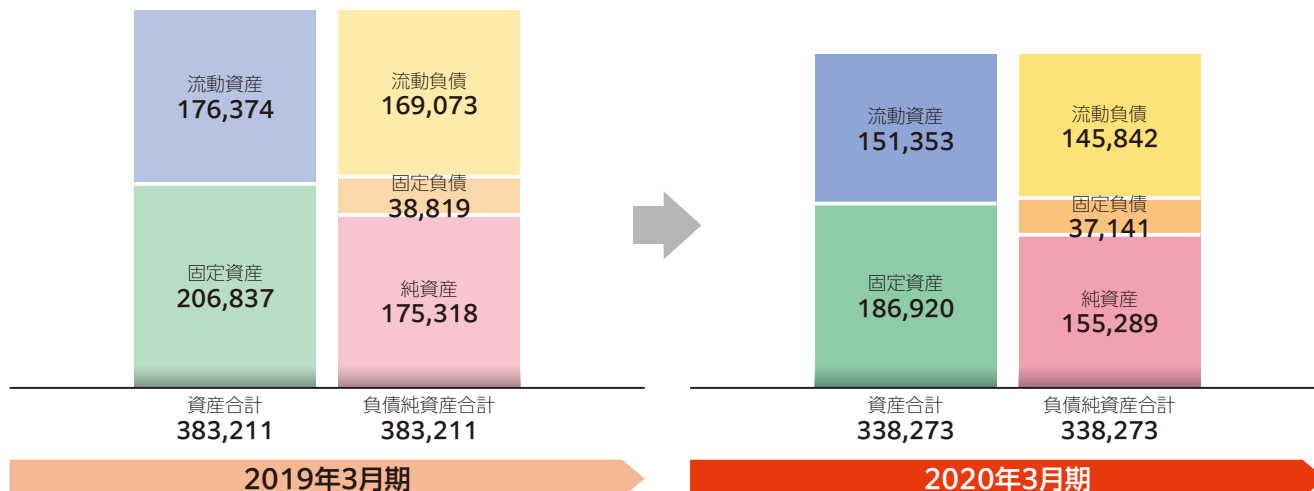 流動資産
176,374
固定資産
206,837
流動負債
169,073
固定負債
38,819
純資産
175,318
資産合計
383,211
負債純資産合計
383,211
2019年3月期
流動資産
151,353
固定資産
186,920
流動負債
145,842
固定負債
37,141
純資産
155,289
資産合計
338,273
負債純資産合計
338,273
2020年3月期